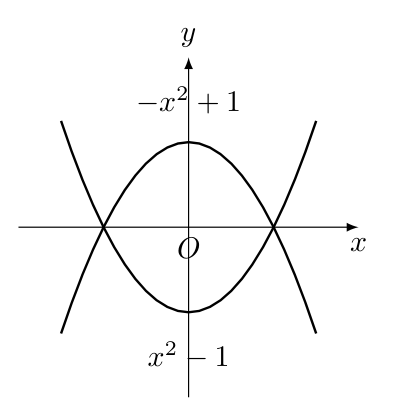 y
−x² + 1
O
x
x² − 1